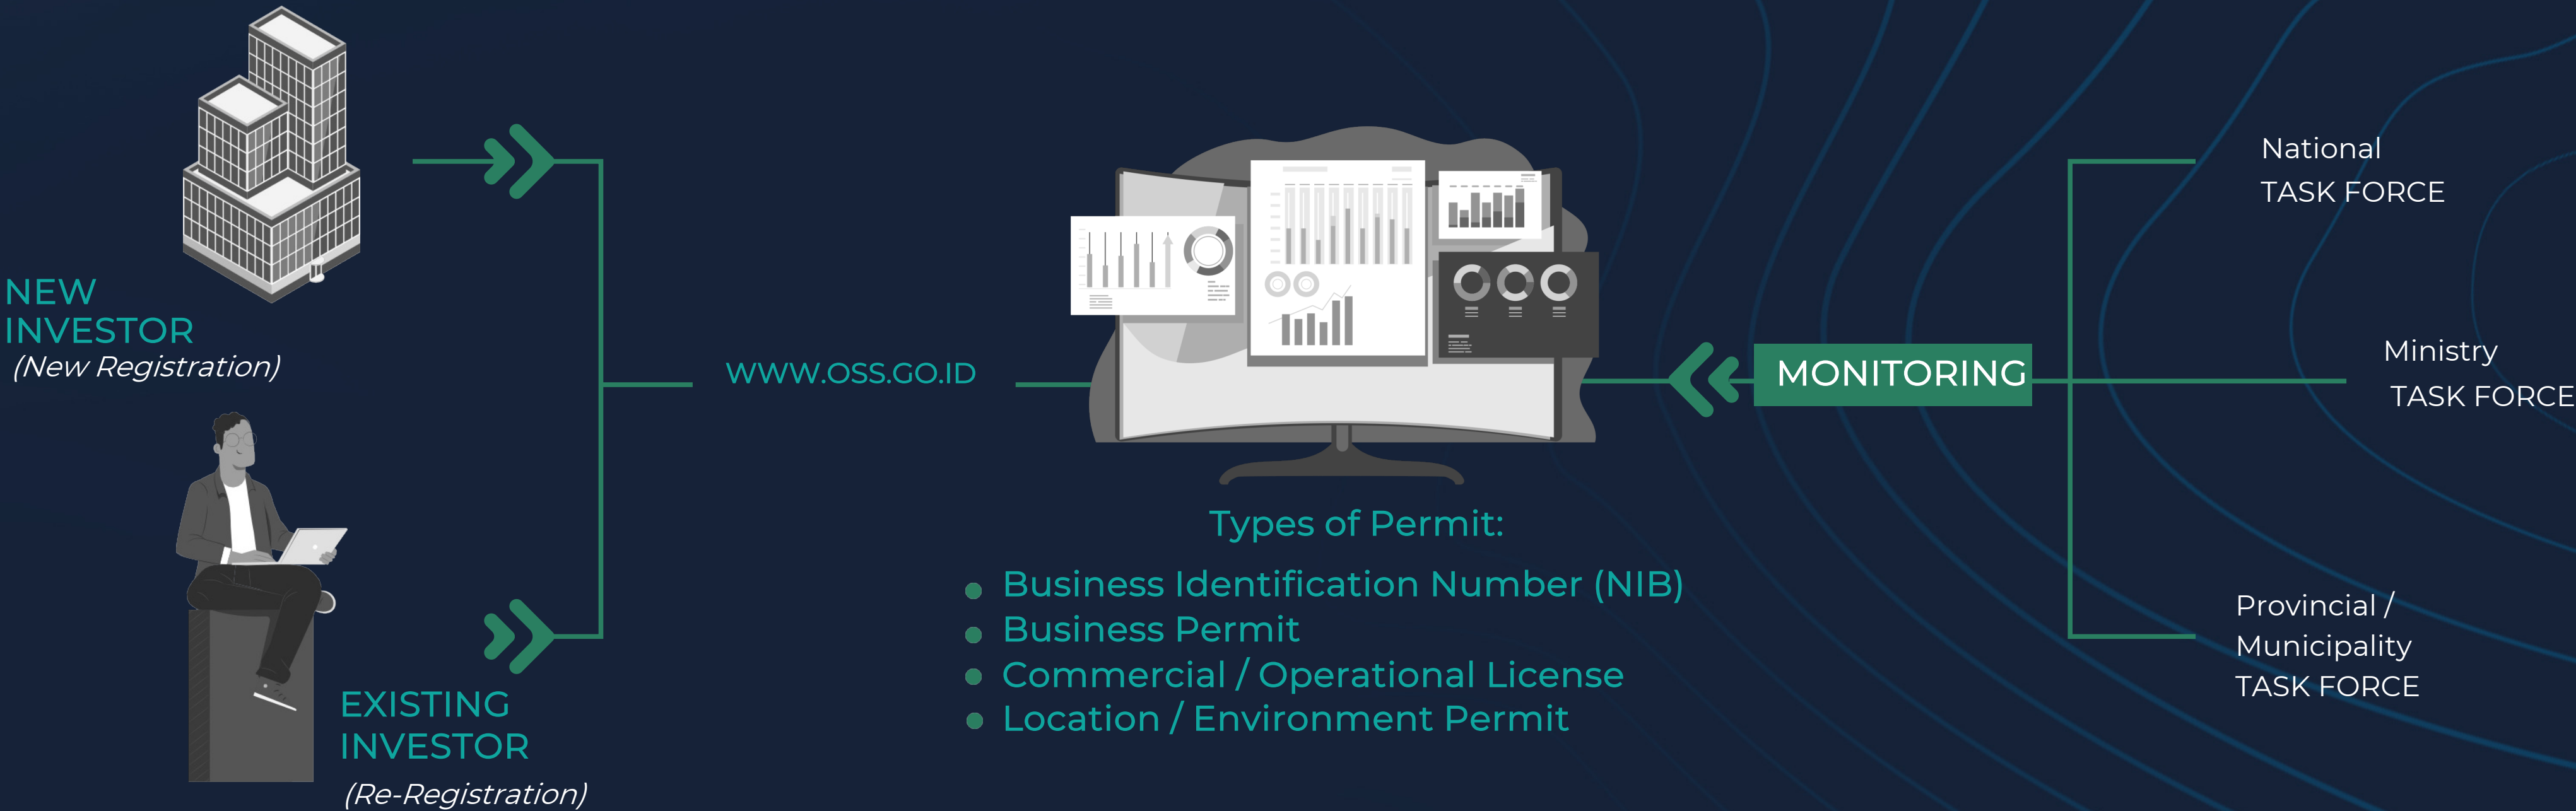 NEW
INVESTOR
(New Registration)
EXISTING
INVESTOR
(Re-Registration)
WWW.OSS.GO.ID
Types of Permit:
Business Identification Number (NIB)
Business Permit
Commercial / Operational License
Location / Environment Permit
MONITORING
National
TASK FORCE
Ministry
TASK FORCE
Provincial /
Municipality
TASK FORCE